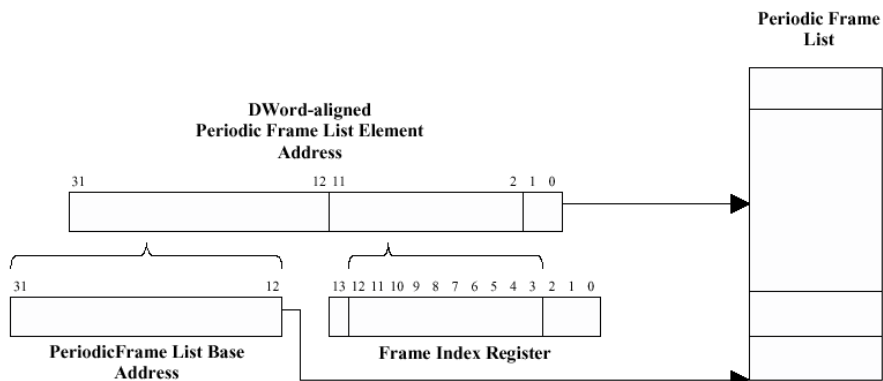 Periodic Frame
List
DWord-aligned
Periodic Frame List Element
Address
31 12 11 2 1 0
31 12
13 12 11 10 9 8 7 6 5 4 3 2 1 0
PeriodicFrame List Base
Address
Frame Index Register